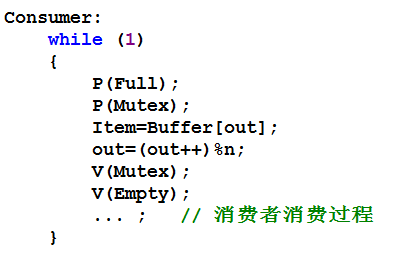 Consumer:
while (1)
{
P(Full);
P(Mutex);
Item=Buffer[out];
out=(out++)%n;
V(Mutex);
V(Empty);
... ; // 消费者消费过程
}